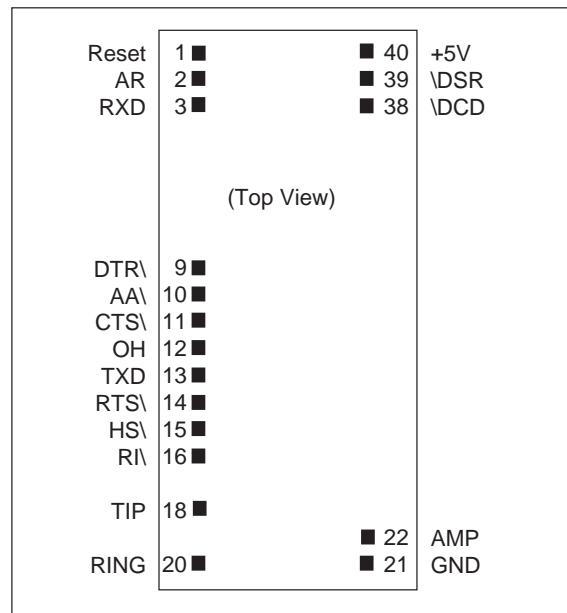 Reset 1 40 +5V
AR 2 39 \DSR
RXD 3 38 \DCD
(Top View)
DTR\ 9
AA\ 10
CTS\ 11
OH 12
TXD 13
RTS\ 14
HS\ 15
RI\ 16
TIP 18
22 AMP
RING 20 21 GND